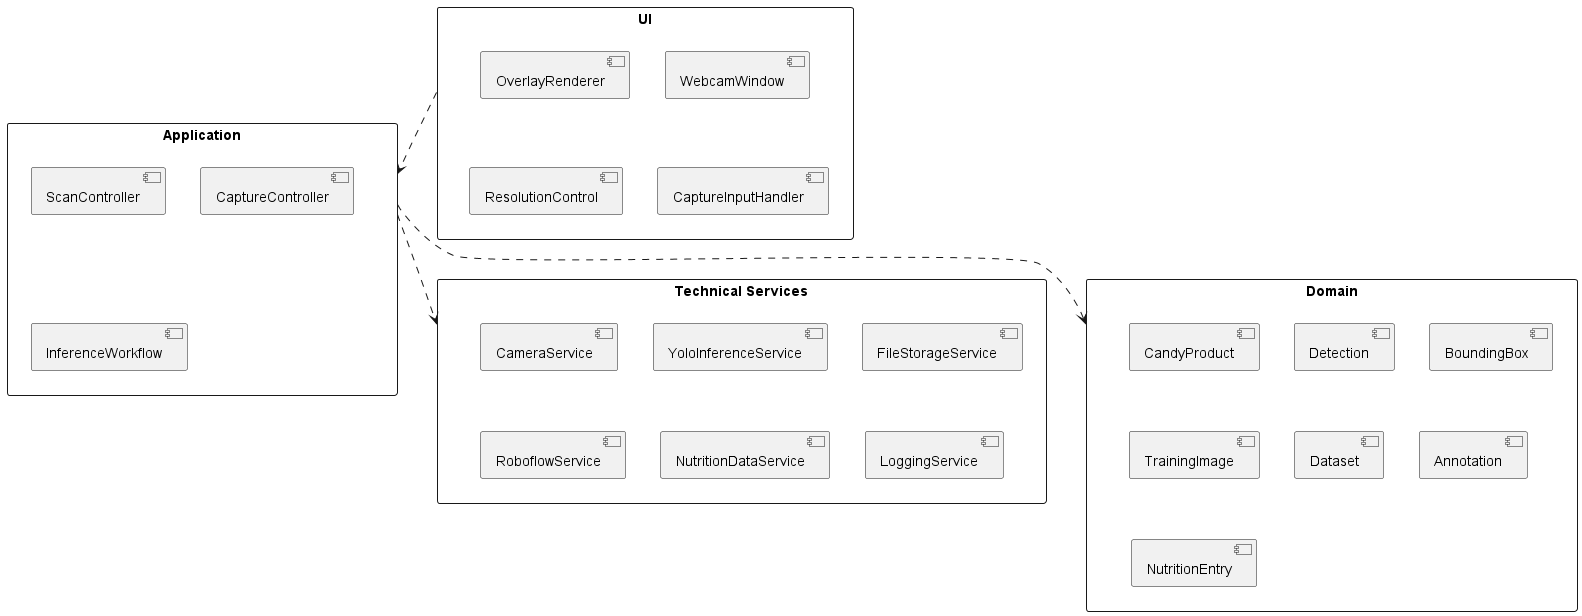 UI
OverlayRenderer
WebcamWindow
ResolutionControl
CaptureInputHandler
Application
ScanController
CaptureController
InferenceWorkflow
Technical Services
CameraService
YoloInferenceService
FileStorageService
RoboflowService
NutritionDataService
LoggingService
Domain
CandyProduct
Detection
BoundingBox
TrainingImage
Dataset
Annotation
NutritionEntry